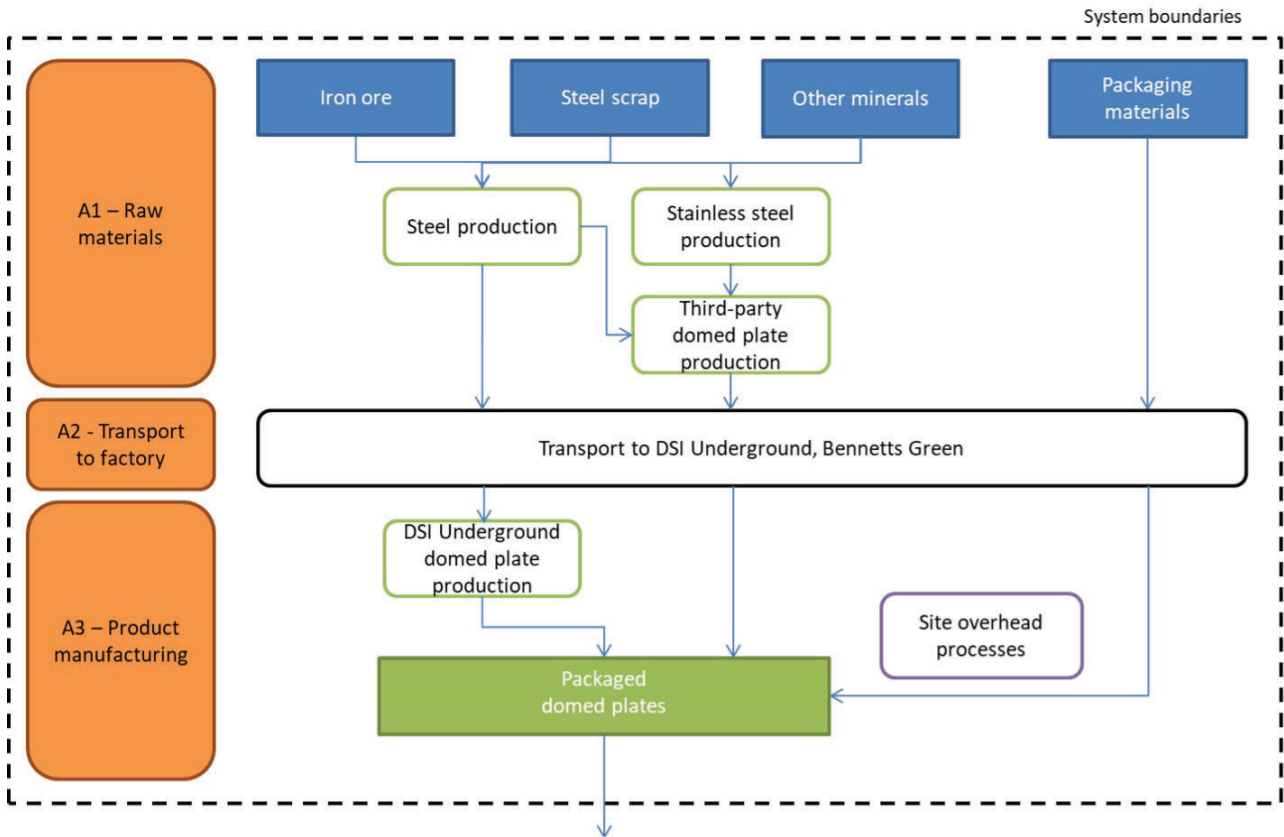 System boundaries
Iron ore
Steel scrap
Other minerals
Packaging
materials
A1 – Raw
materials
Steel production
Stainless steel
production
Third-party
domed plate
production
A2 - Transport
to factory
Transport to DSI Underground, Bennetts Green
A3 – Product
manufacturing
DSI Underground
domed plate
production
Site overhead
processes
Packaged
domed plates